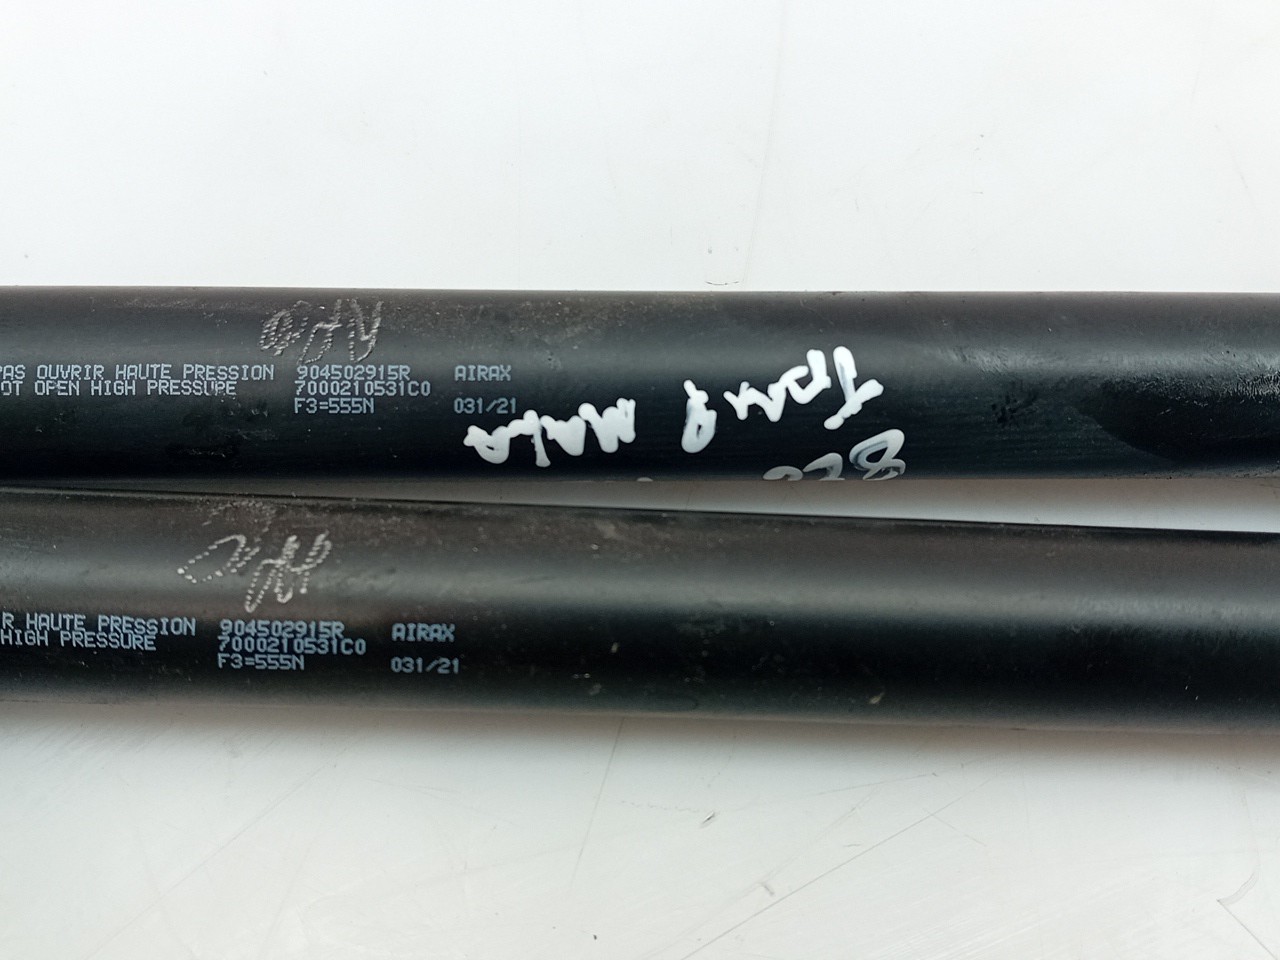 PAS OUVRIR HAUTE PRESSION 904502915R AIRAX
OT OPEN HIGH PRESSURE 7000210531C0
F3=555N 031/21
MALA
R HAUTE PRESSION 904502915R AIRAX
HIGH PRESSURE 7000210531C0
F3=555N 031/21